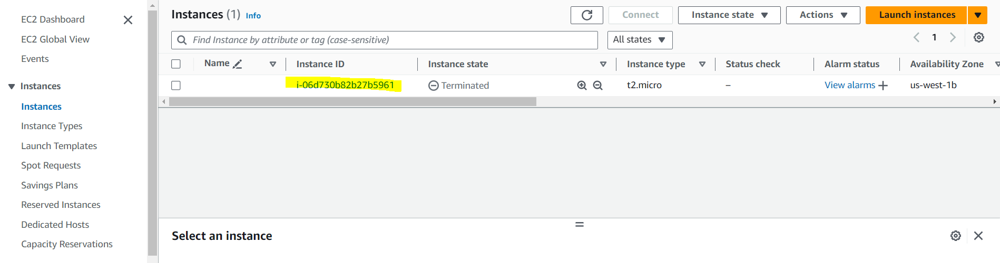 EC2 Dashboard
EC2 Global View
Events
Instances
Instances
Instance Types
Launch Templates
Spot Requests
Savings Plans
Reserved Instances
Dedicated Hosts
Capacity Reservations
Instances (1) Info
Connect
Instance state
Actions
Launch instances
Find Instance by attribute or tag (case-sensitive)
All states
1
Name Instance ID Instance state Instance type Status check Alarm status Availability Zone
i-06d730b82b27b5961 Terminated t2.micro – View alarms + us-west-1b
Select an instance